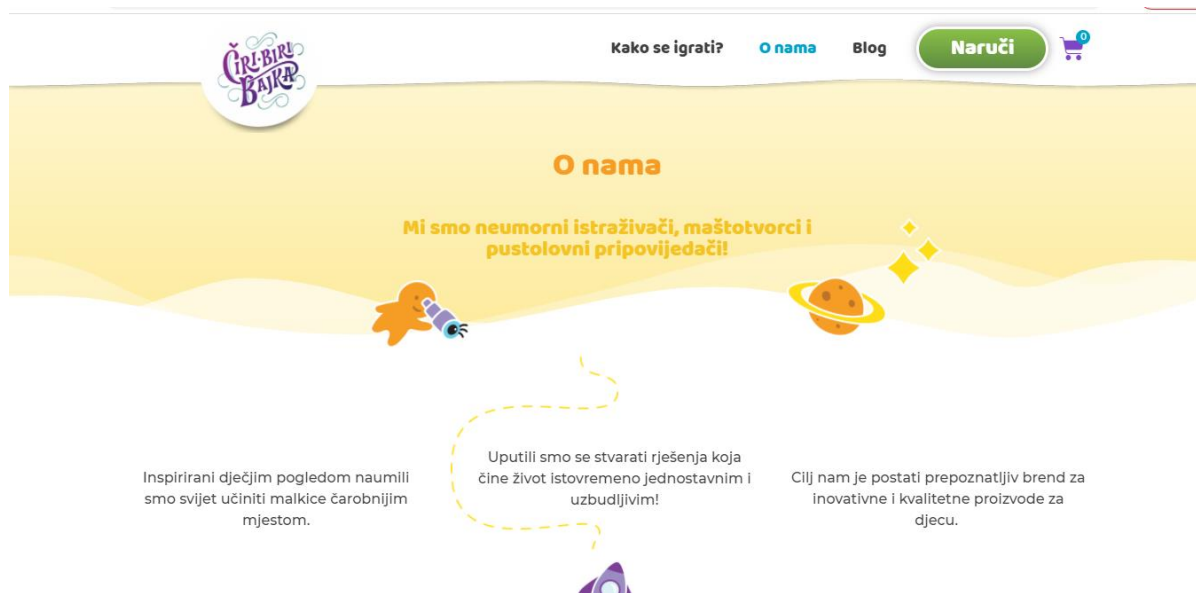 ČIRI-BIRI
BAJKA
Kako se igrati?
O nama
Blog
Naruči
0
O nama
Mi smo neumorni istraživači, maštotvorci i
pustolovni pripovijedači!
Inspirirani dječjim pogledom naumili
smo svijet učiniti malkice čarobnijim
mjestom.
Uputili smo se stvarati rješenja koja
čine život istovremeno jednostavnim i
uzbudljivim!
Cilj nam je postati prepoznatljiv brend za
inovativne i kvalitetne proizvode za
djecu.